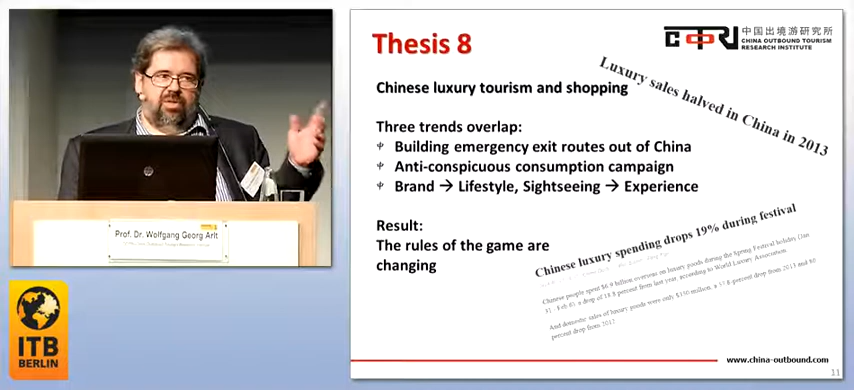 Prof. Dr. Wolfgang Georg Arlt
ITB
BERLIN
Thesis 8
中国出境游研究所
CHINA OUTBOUND TOURISM
RESEARCH INSTITUTE
Chinese luxury tourism and shopping
Luxury sales halved in China in 2013
Three trends overlap:
Building emergency exit routes out of China
Anti-conspicuous consumption campaign
Brand → Lifestyle, Sightseeing → Experience
Result:
The rules of the game are
changing
Chinese luxury spending drops 19% during festival
Chinese people spent $6.9 billion overseas on luxury goods during the Spring Festival holiday (Jan
a drop of 18.8 percent from last year, according to World Luxury Association
And domestic sales of luxury goods were only $350 million, a 57.8 percent drop from 2013 and 80
percent drop from 2012.
www.china-outbound.com
11